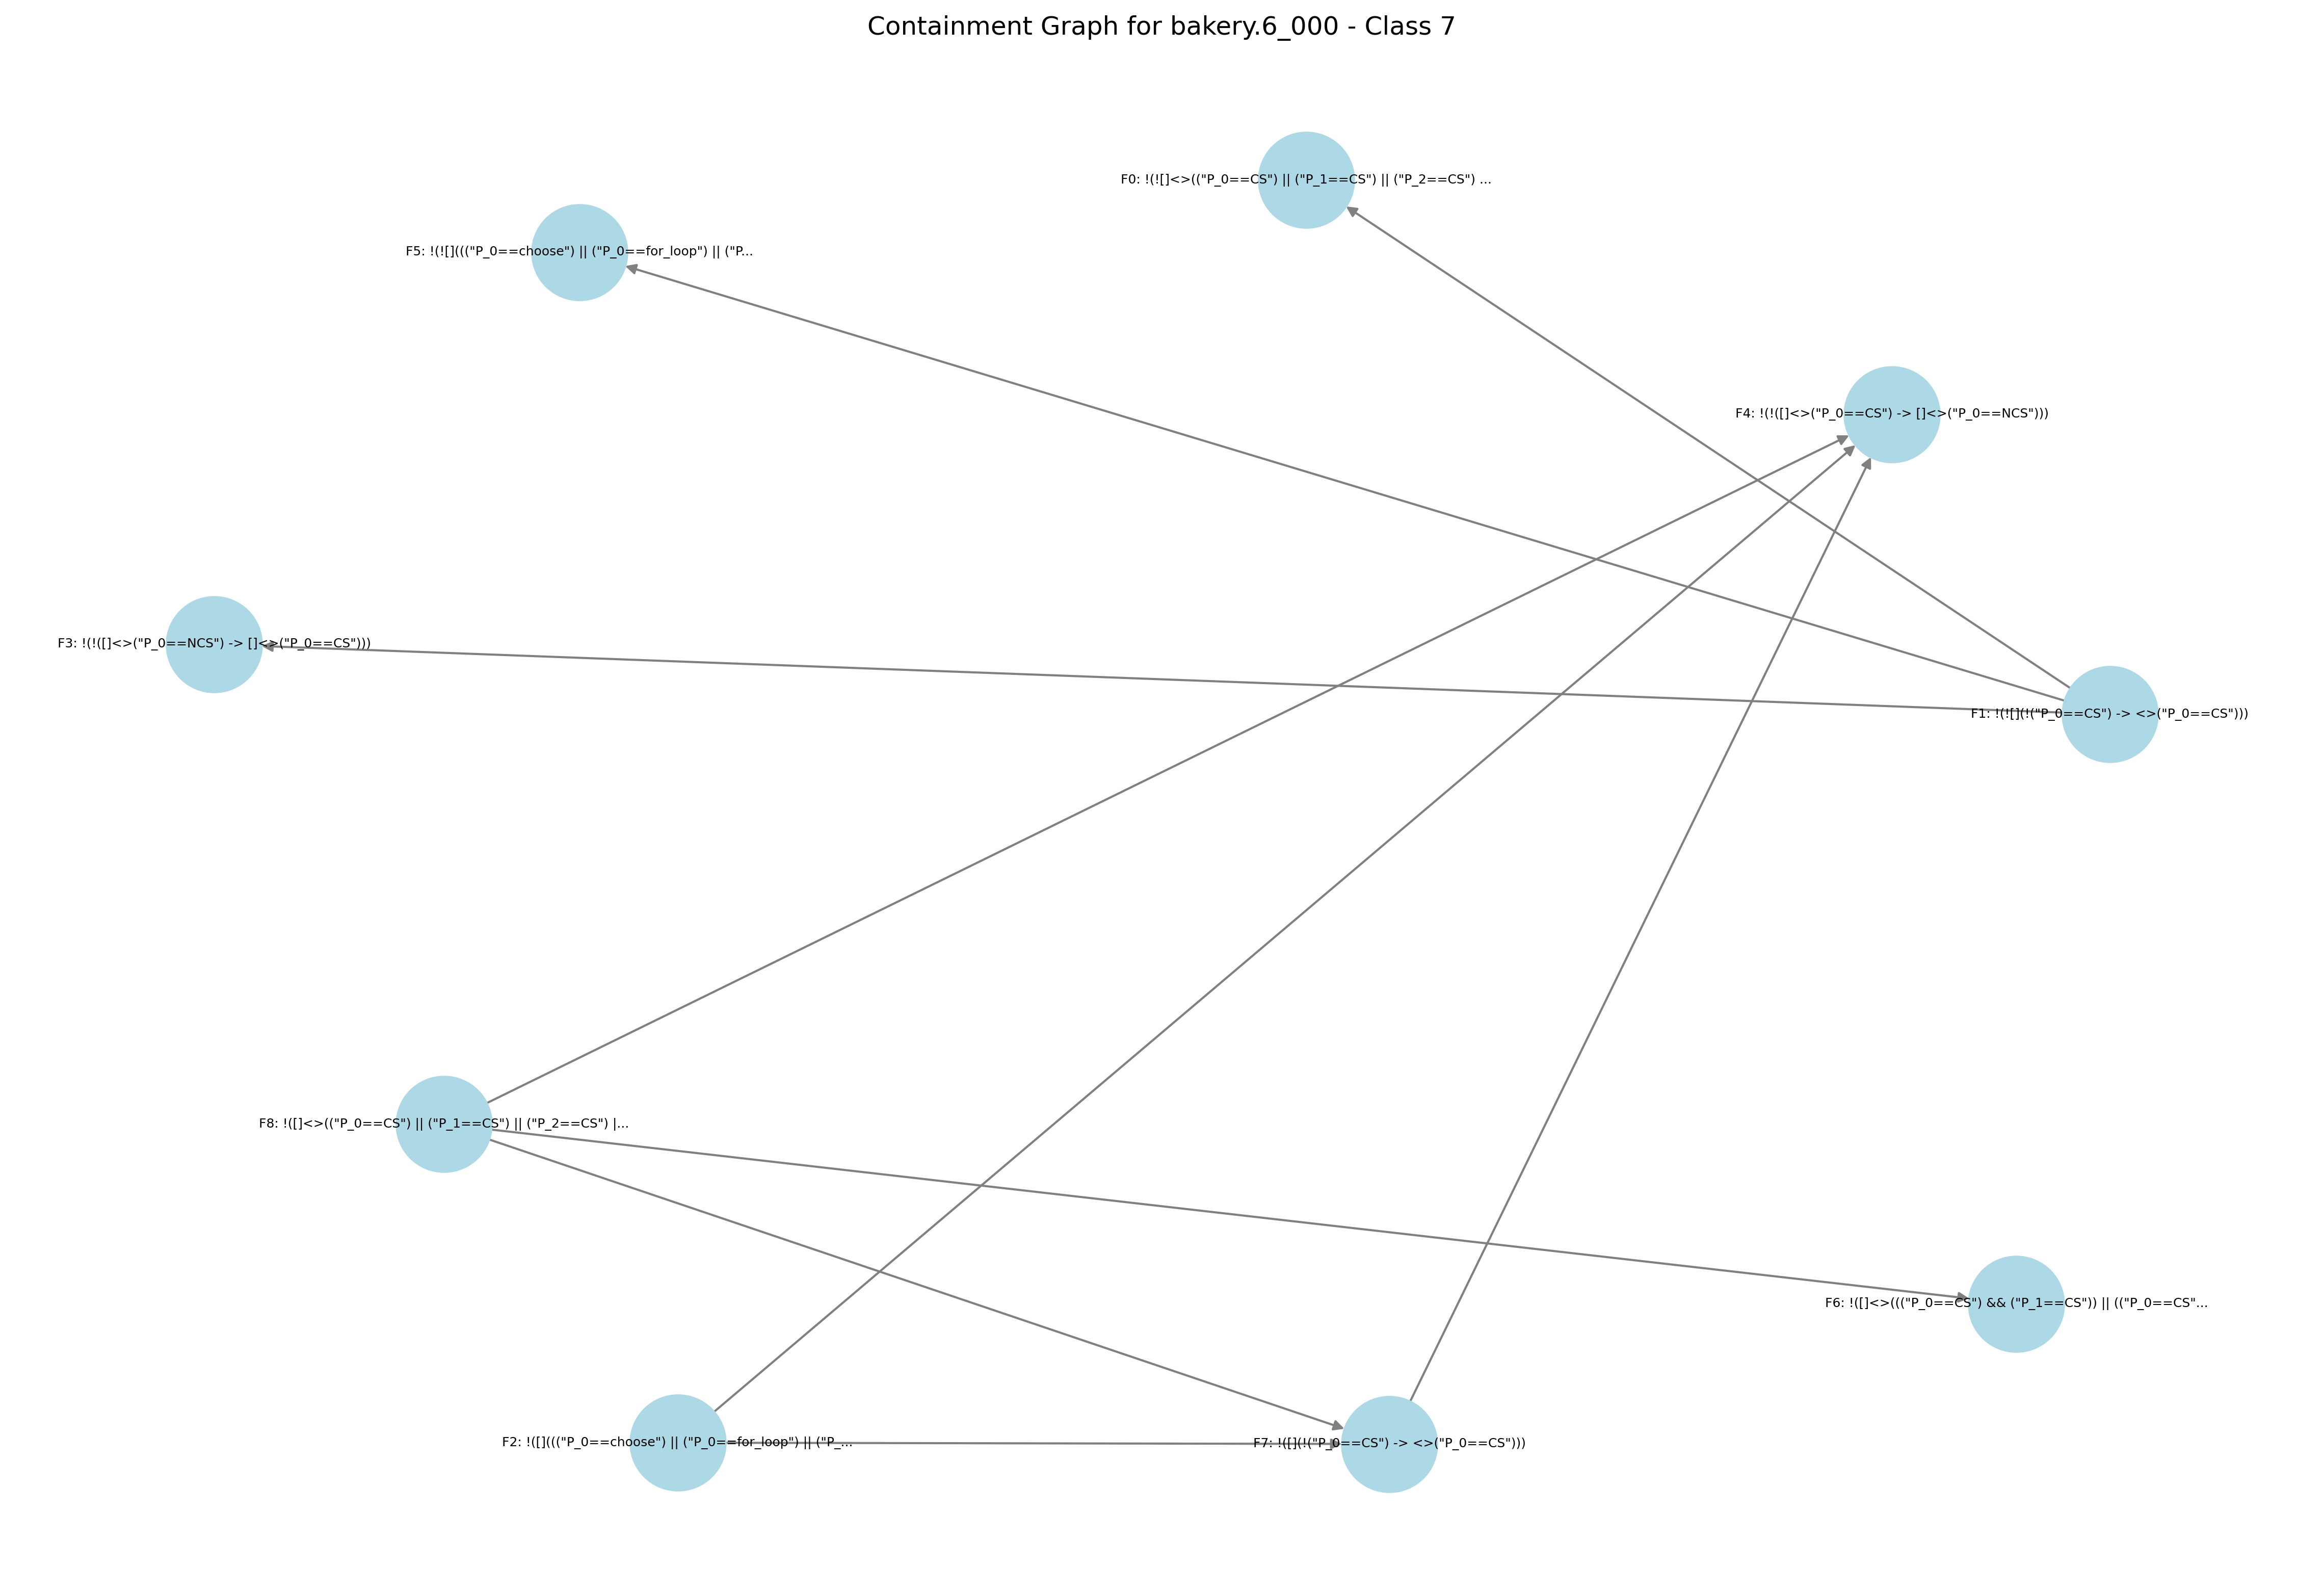 Containment Graph for bakery.6_000 - Class 7
F0: !(![]<>(("P_0==CS") || ("P_1==CS") || ("P_2==CS") ...
F5: !(![]((("P_0==choose") || ("P_0==for_loop") || ("P...
F4: !(!([]<>("P_0==CS") -> []<>("P_0==NCS")))
F3: !(!([]<>("P_0==NCS") -> []<>("P_0==CS")))
F1: !(![](!("P_0==CS") -> <>("P_0==CS")))
F8: !([]<>(("P_0==CS") || ("P_1==CS") || ("P_2==CS") |...
F6: !([]<>((("P_0==CS") && ("P_1==CS")) || (("P_0==CS"...
F2: !([]((("P_0==choose") || ("P_0==for_loop") || ("P_...
F7: !([](!("P_0==CS") -> <>("P_0==CS")))